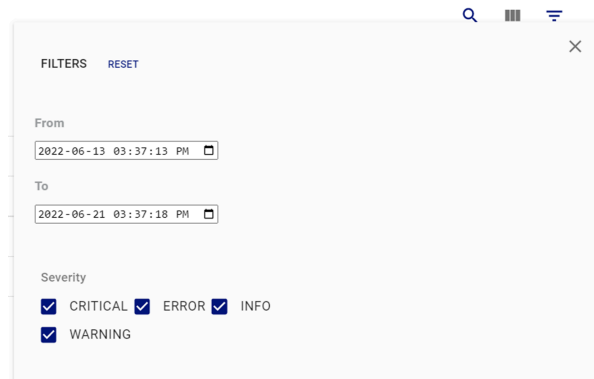 FILTERS RESET
From
2022-06-13 03:37:13 PM
To
2022-06-21 03:37:18 PM
Severity
CRITICAL ERROR INFO
WARNING